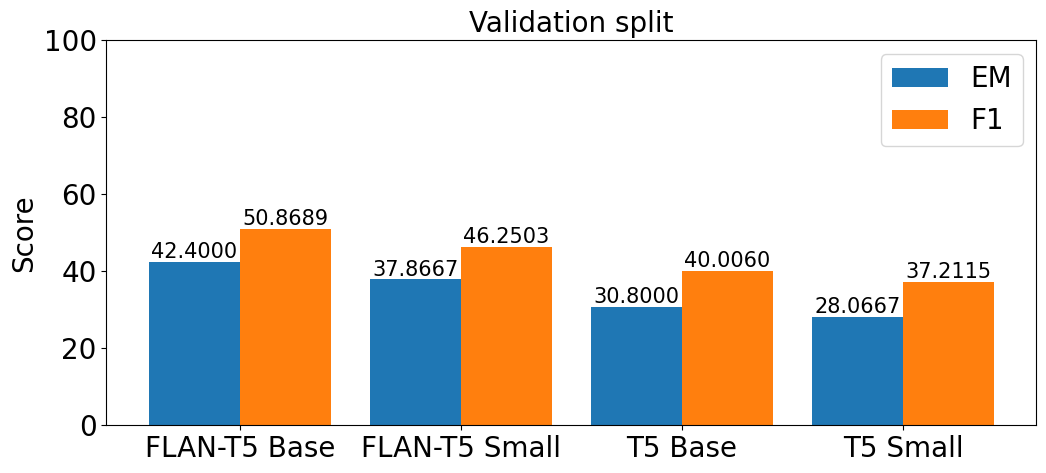 Validation split
100
80
60
40
20
0
Score
EM
F1
42.4000
50.8689
37.8667
46.2503
30.8000
40.0060
28.0667
37.2115
FLAN-T5 Base
FLAN-T5 Small
T5 Base
T5 Small